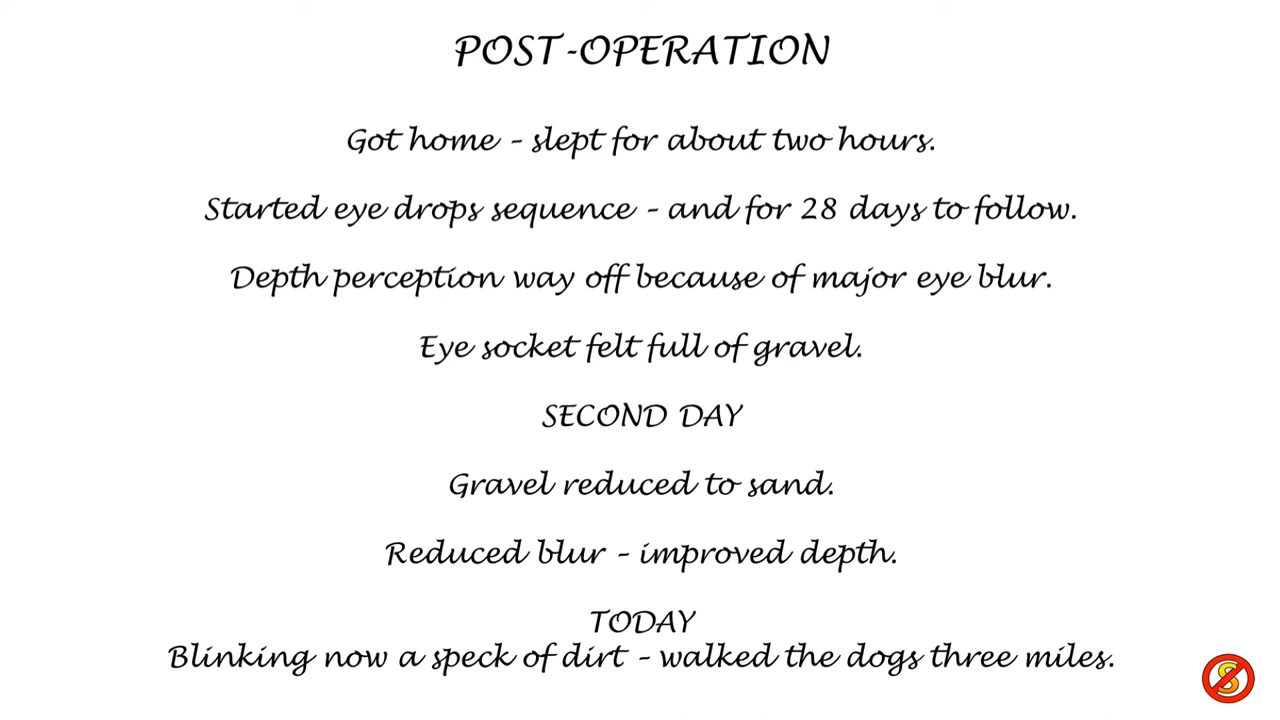 POST-OPERATION
Got home – slept for about two hours.
Started eye drops sequence – and for 28 days to follow.
Depth perception way off because of major eye blur.
Eye socket felt full of gravel.
SECOND DAY
Gravel reduced to sand.
Reduced blur – improved depth.
TODAY
Blinking now a speck of dirt – walked the dogs three miles.
S